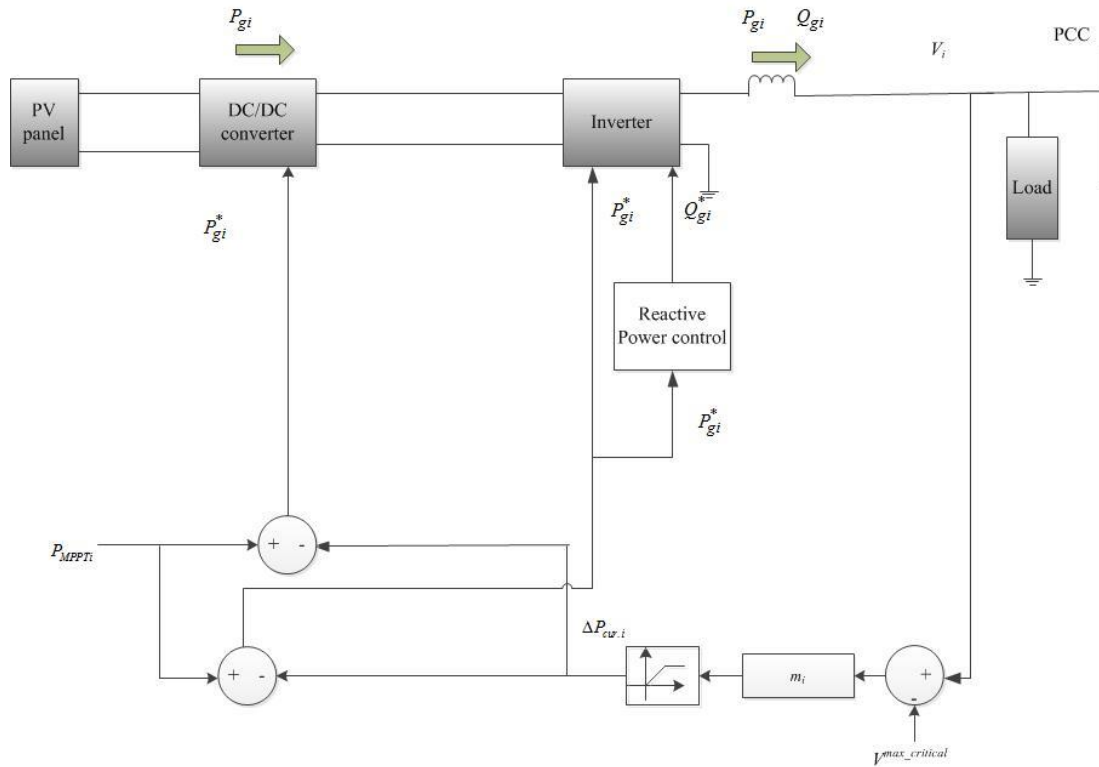 P_gi
P_gi Q_gi
V_i
PCC
PV
panel
DC/DC
converter
Inverter
Load
P*_gi
P*_gi
Q*_gi
Reactive
Power control
P*_gi
P_MPPTi
+ -
ΔP_cur.i
+ -
m_i
+
-
V^max_critical